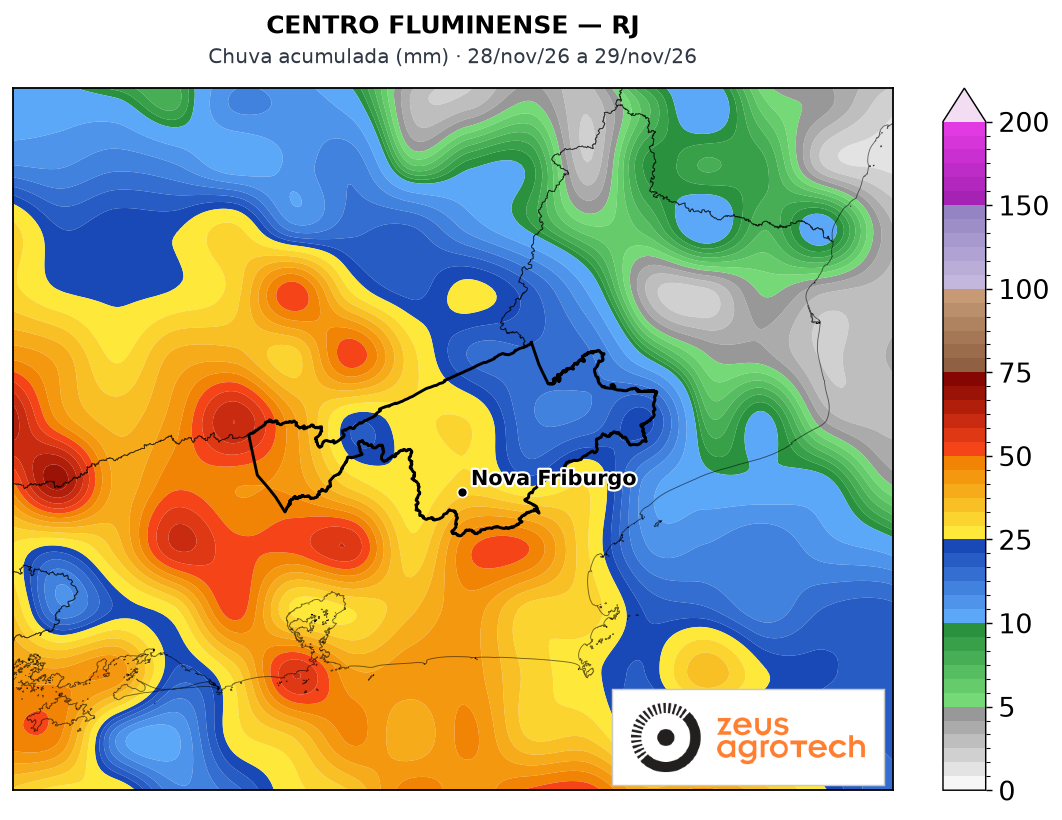 CENTRO FLUMINENSE — RJ
Chuva acumulada (mm) · 28/nov/26 a 29/nov/26
200
150
100
75
50
25
10
5
0
Nova Friburgo
zeus
agrotech